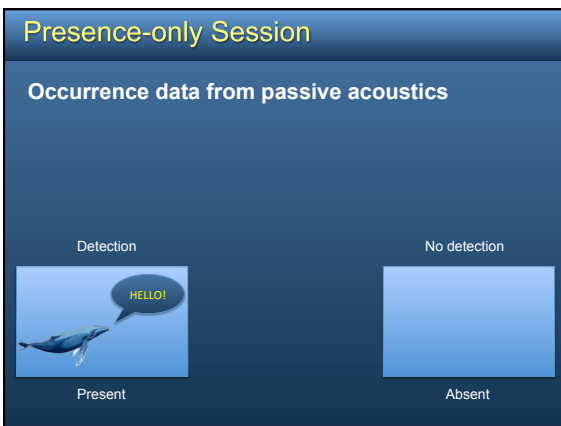 Presence-only Session
Occurrence data from passive acoustics
Detection
No detection
HELLO!
Present
Absent